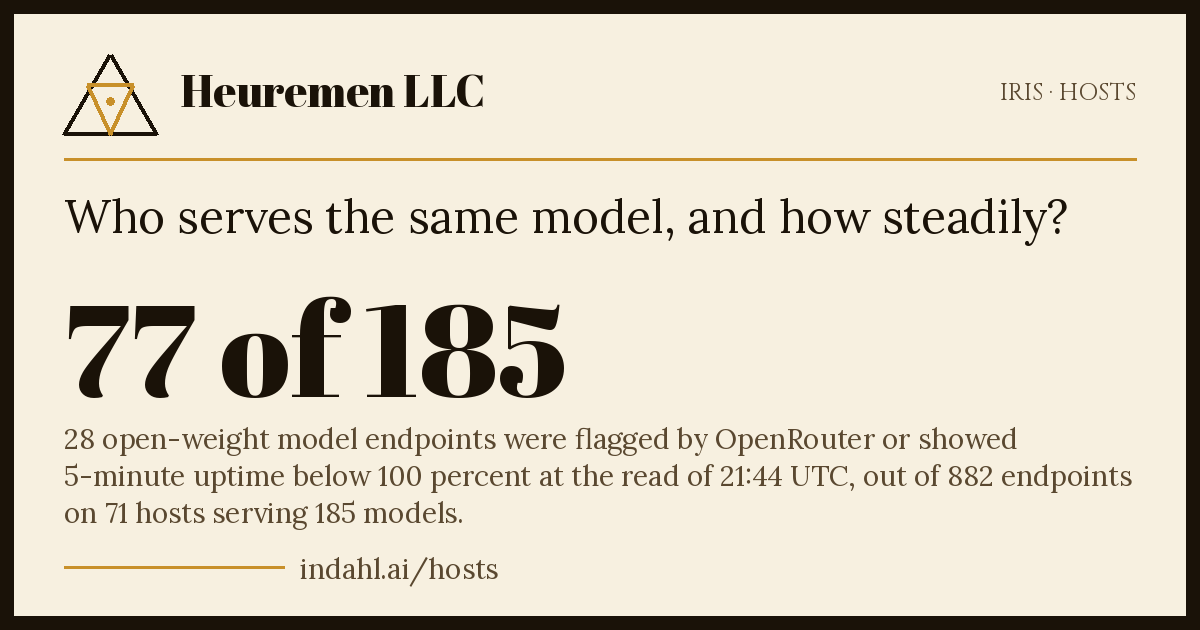 Heuremen LLC
IRIS · HOSTS
Who serves the same model, and how steadily?
77 of 185
28 open-weight model endpoints were flagged by OpenRouter or showed
5-minute uptime below 100 percent at the read of 21:44 UTC, out of 882 endpoints
on 71 hosts serving 185 models.
indahl.ai/hosts